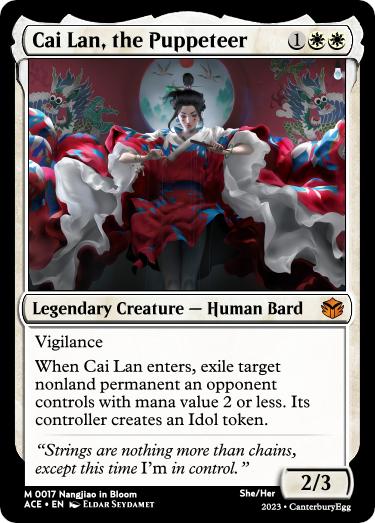 Cai Lan, the Puppeteer 1
Legendary Creature — Human Bard
Vigilance
When Cai Lan enters, exile target
nonland permanent an opponent
controls with mana value 2 or less. Its
controller creates an Idol token.
“Strings are nothing more than chains,
except this time I’m in control.”
2/3
M 0017 Nangjiao in Bloom She/Her
ACE • EN Eldar Seydamet 2023 • CanterburyEgg